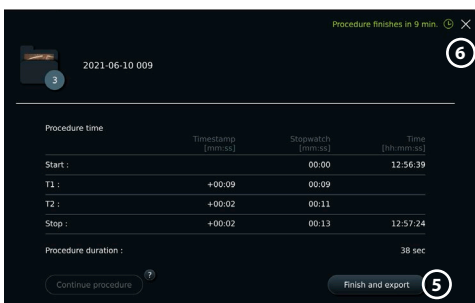 Procedure finishes in 9 min.
6
3
2021-06-10 009
Procedure time
Timestamp [mm:ss] Stopwatch [mm:ss] Time [hh:mm:ss]
Start : 00:00 12:56:39
T1 : +00:09 00:09
T2 : +00:02 00:11
Stop : +00:02 00:13 12:57:24
Procedure duration : 38 sec
Continue procedure ? Finish and export 5